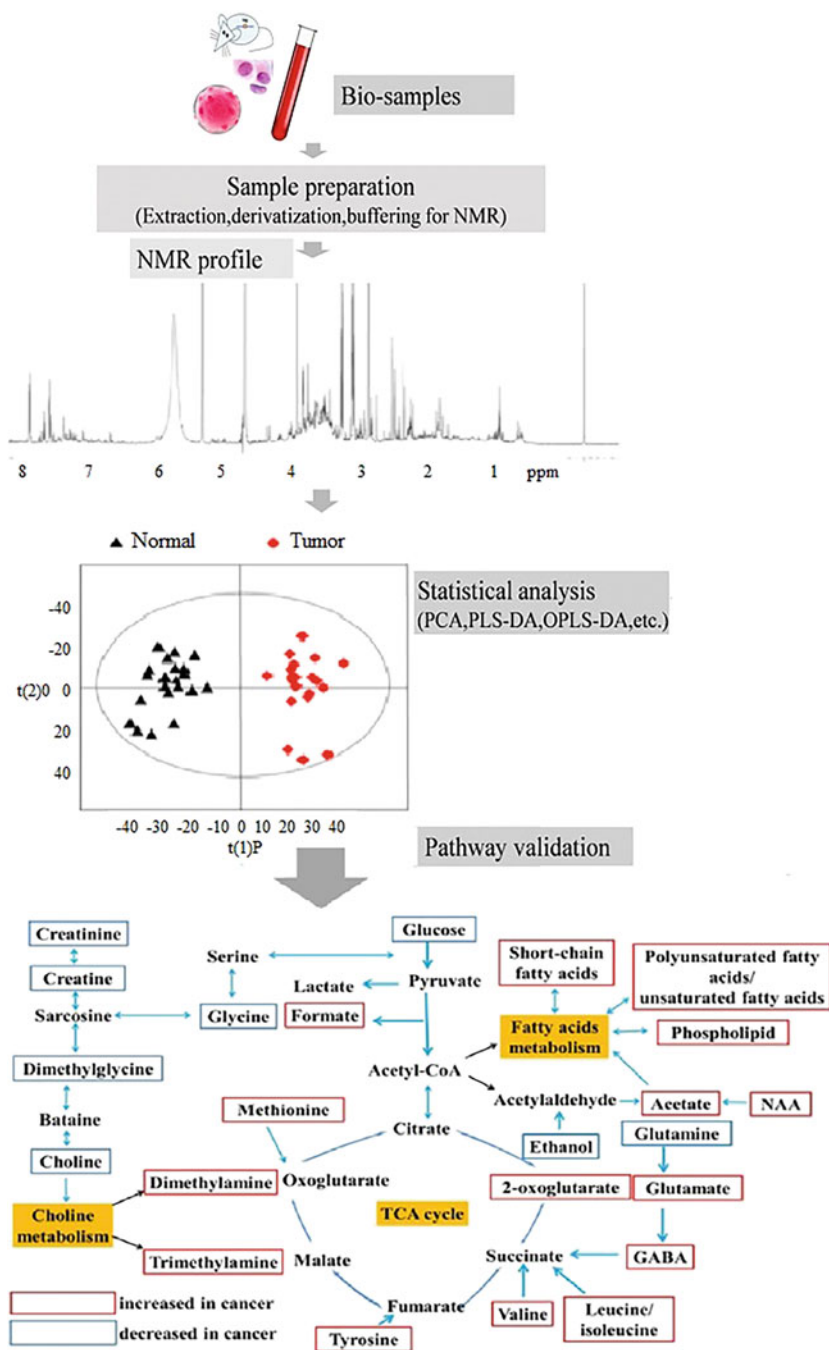 Bio-samples
Sample preparation
(Extraction,derivatization,buffering for NMR)
NMR profile
8 7 6 5 4 3 2 1 ppm
Normal Tumor
Statistical analysis
(PCA,PLS-DA,OPLS-DA,etc.)
-40
-20
t(2)0 0
20
40
-40 -30 -20 -10 0 10 20 30 40
t(1)P
Pathway validation
Creatinine
Creatine
Sarcosine
Dimethylglycine
Bataine
Choline
Choline
metabolism
Serine
Glycine
Glucose
Pyruvate
Lactate
Formate
Acetyl-CoA
Short-chain
fatty acids
Polyunsaturated fatty
acids/
unsaturated fatty acids
Fatty acids
metabolism
Phospholipid
Acetylaldehyde
Acetate
NAA
Ethanol
Glutamine
Methionine
Citrate
Dimethylamine
Oxoglutarate
TCA cycle
2-oxoglutarate
Glutamate
Trimethylamine
Malate
Succinate
GABA
Fumarate
Tyrosine
Valine
Leucine/
isoleucine
increased in cancer
decreased in cancer